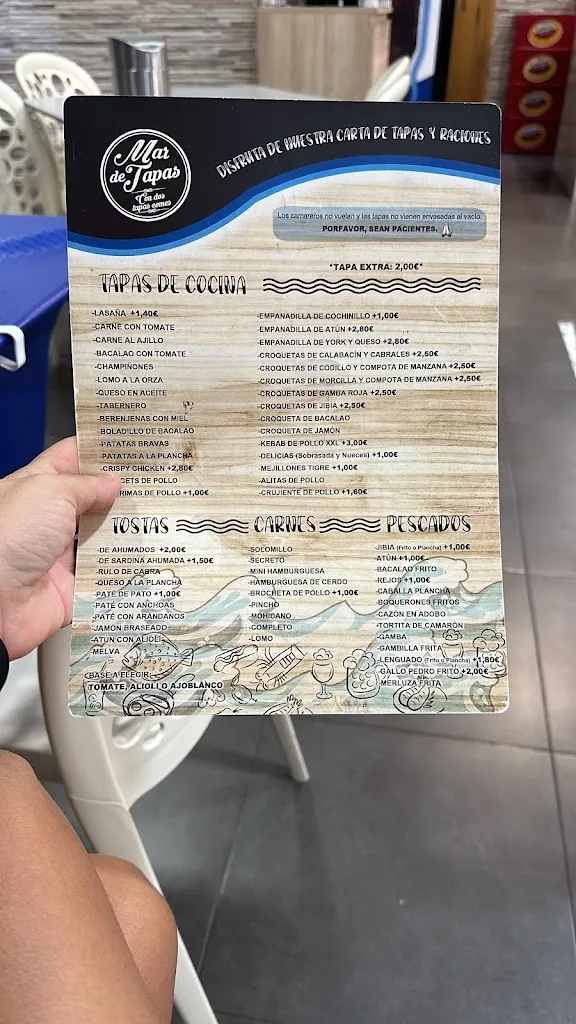 Mar
de Tapas
Con dos
tapas comes
DISFRUTA DE NUESTRA CARTA DE TAPAS Y RACIONES
Los camareros no vuelan y las tapas no vienen envasadas al vacío.
PORFAVOR, SEAN PACIENTES.
*TAPA EXTRA: 2,00€*
TAPAS DE COCINA
-LASAÑA +1,40€
-CARNE CON TOMATE
-CARNE AL AJILLO
-BACALAO CON TOMATE
-CHAMPIÑONES
-LOMO A LA ORZA
-QUESO EN ACEITE
-TABERNERO
-BERENJENAS CON MIEL
-BOLADILLO DE BACALAO
-PATATAS BRAVAS
-PATATAS A LA PLANCHA
-CRISPY CHICKEN +2,80€
GETS DE POLLO
RIMAS DE POLLO +1,00€
-EMPANADILLA DE COCHINILLO +1,00€
-EMPANADILLA DE ATÚN +2,80€
-EMPANADILLA DE YORK Y QUESO +2,80€
-CROQUETAS DE CALABACÍN Y CABRALES +2,50€
-CROQUETAS DE CODILLO Y COMPOTA DE MANZANA +2,50€
-CROQUETAS DE MORCILLA Y COMPOTA DE MANZANA +2,50€
-CROQUETAS DE GAMBA ROJA +2,50€
-CROQUETAS DE JIBIA +2,50€
-CROQUETA DE BACALAO
-CROQUETA DE JAMÓN
-KEBAB DE POLLO XXL +3,00€
-DELICIAS (Sobrasada y Nueces) +1,00€
-MEJILLONES TIGRE +1,00€
-ALITAS DE POLLO
-CRUJIENTE DE POLLO +1,60€
TOSTAS
-DE AHUMADOS +2,00€
-DE SARDINA AHUMADA +1,50€
-RULO DE CABRA
-QUESO A LA PLANCHA
-PATÉ DE PATO +1,00€
-PATÉ CON ANCHOAS
-PATÉ CON ARÁNDANOS
-JAMÓN BRASEADO
-ATÚN CON ALIOLI
-MELVA
BASE A ELEGIR:
TOMATE, ALIOLI O AJOBLANCO
CARNES
-SOLOMILLO
-SECRETO
-MINI HAMBURGUESA
-HAMBURGUESA DE CERDO
-BROCHETA DE POLLO +1,00€
-PINCHO
-MOHICANO
-COMPLETO
-LOMO
PESCADOS
-JIBIA (Frito o Plancha) +1,00€
-ATÚN +1,00€
-BACALAO FRITO
-REJOS +1,00€
-CABALLA PLANCHA
-BOQUERONES FRITOS
-CAZÓN EN ADOBO
-TORTITA DE CAMARÓN
-GAMBA
-GAMBILLA FRITA
-LENGUADO (Frito o Plancha) +1,80€
-GALLO PEDRO FRITO +2,00€
-MERLUZA FRITA